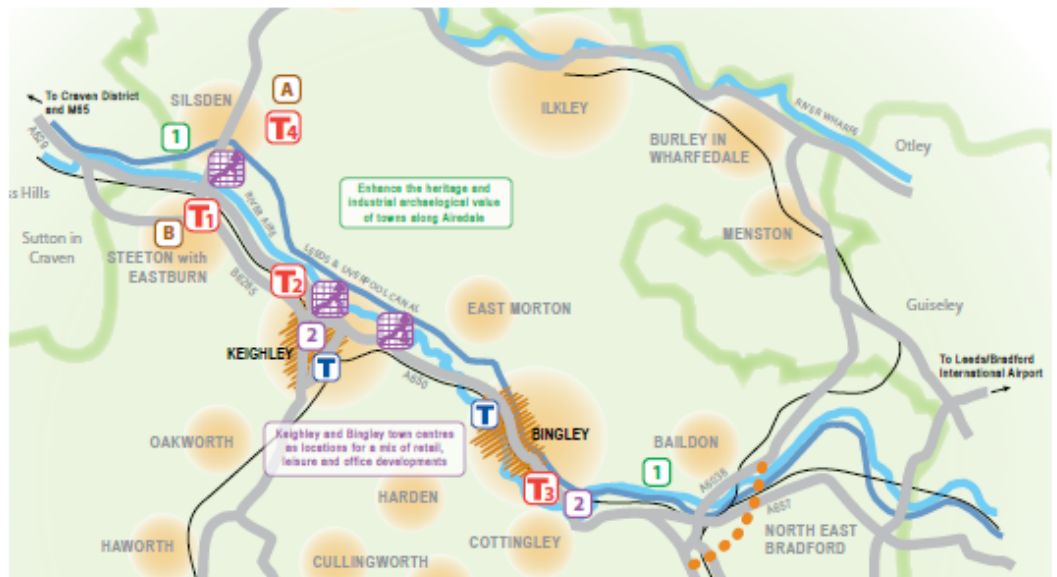 To Craven District
and M65
SILSDEN
A
T4
1
A629
ILKLEY
BURLEY IN
WHARFEDALE
RIVER WHARFE
Otley
ss Hills
Sutton in
Craven
B
T1
STEETON with
EASTBURN
RIVER AIRE
Enhance the heritage and
industrial archaelogical value
of towns along Airedale
MENSTON
B6265
T2
LEEDS & LIVERPOOL CANAL
EAST MORTON
Guiseley
KEIGHLEY
2
T
A650
To Leeds/Bradford
International Airport
OAKWORTH
Keighley and Bingley town centres
as locations for a mix of retail,
leisure and office developments
T
BINGLEY
BAILDON
1
T3
2
A6038
A657
HARDEN
HAWORTH
CULLINGWORTH
COTTINGLEY
NORTH EAST
BRADFORD